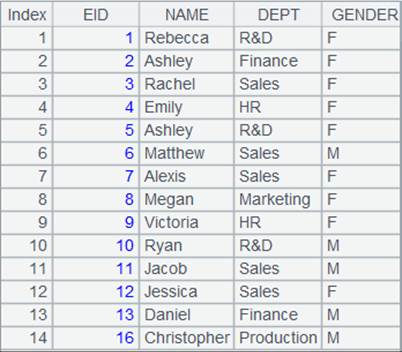 Index EID NAME DEPT GENDER
1 1 Rebecca R&D F
2 2 Ashley Finance F
3 3 Rachel Sales F
4 4 Emily HR F
5 5 Ashley R&D F
6 6 Matthew Sales M
7 7 Alexis Sales F
8 8 Megan Marketing F
9 9 Victoria HR F
10 10 Ryan R&D M
11 11 Jacob Sales M
12 12 Jessica Sales F
13 13 Daniel Finance M
14 16 Christopher Production M